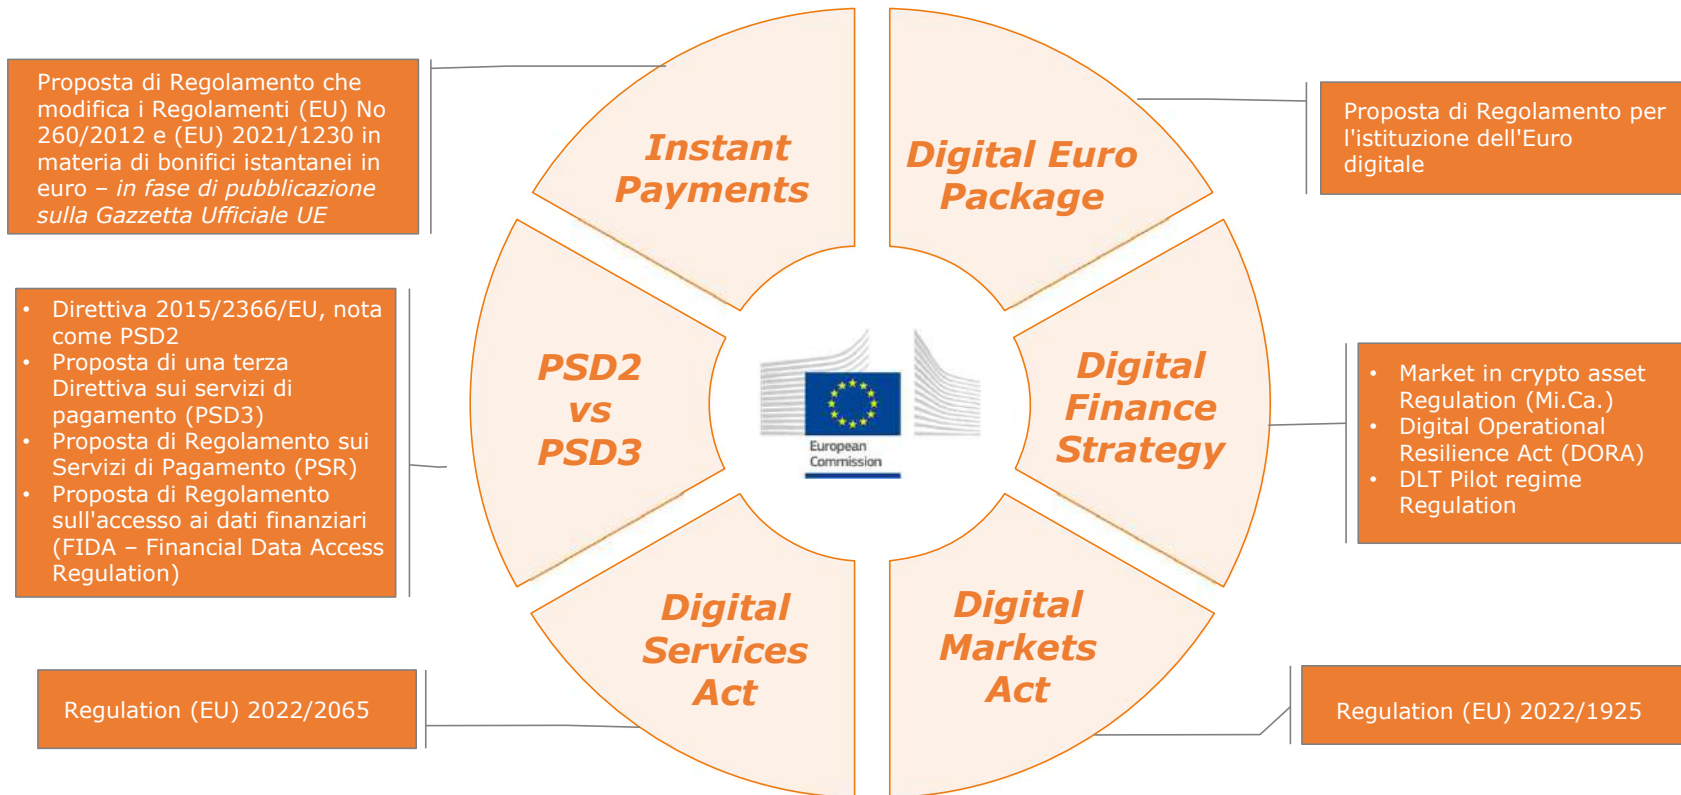 Proposta di Regolamento che
modifica i Regolamenti (EU) No
260/2012 e (EU) 2021/1230 in
materia di bonifici istantanei in
euro – in fase di pubblicazione
sulla Gazzetta Ufficiale UE
Instant
Payments
Digital Euro
Package
Proposta di Regolamento per
l'istituzione dell'Euro
digitale
• Direttiva 2015/2366/EU, nota
come PSD2
• Proposta di una terza
Direttiva sui servizi di
pagamento (PSD3)
• Proposta di Regolamento sui
Servizi di Pagamento (PSR)
• Proposta di Regolamento
sull'accesso ai dati finanziari
(FIDA – Financial Data Access
Regulation)
PSD2
vs
PSD3
European
Commission
Digital
Finance
Strategy
• Market in crypto asset
Regulation (Mi.Ca.)
• Digital Operational
Resilience Act (DORA)
• DLT Pilot regime
Regulation
Regulation (EU) 2022/2065
Digital
Services
Act
Digital
Markets
Act
Regulation (EU) 2022/1925